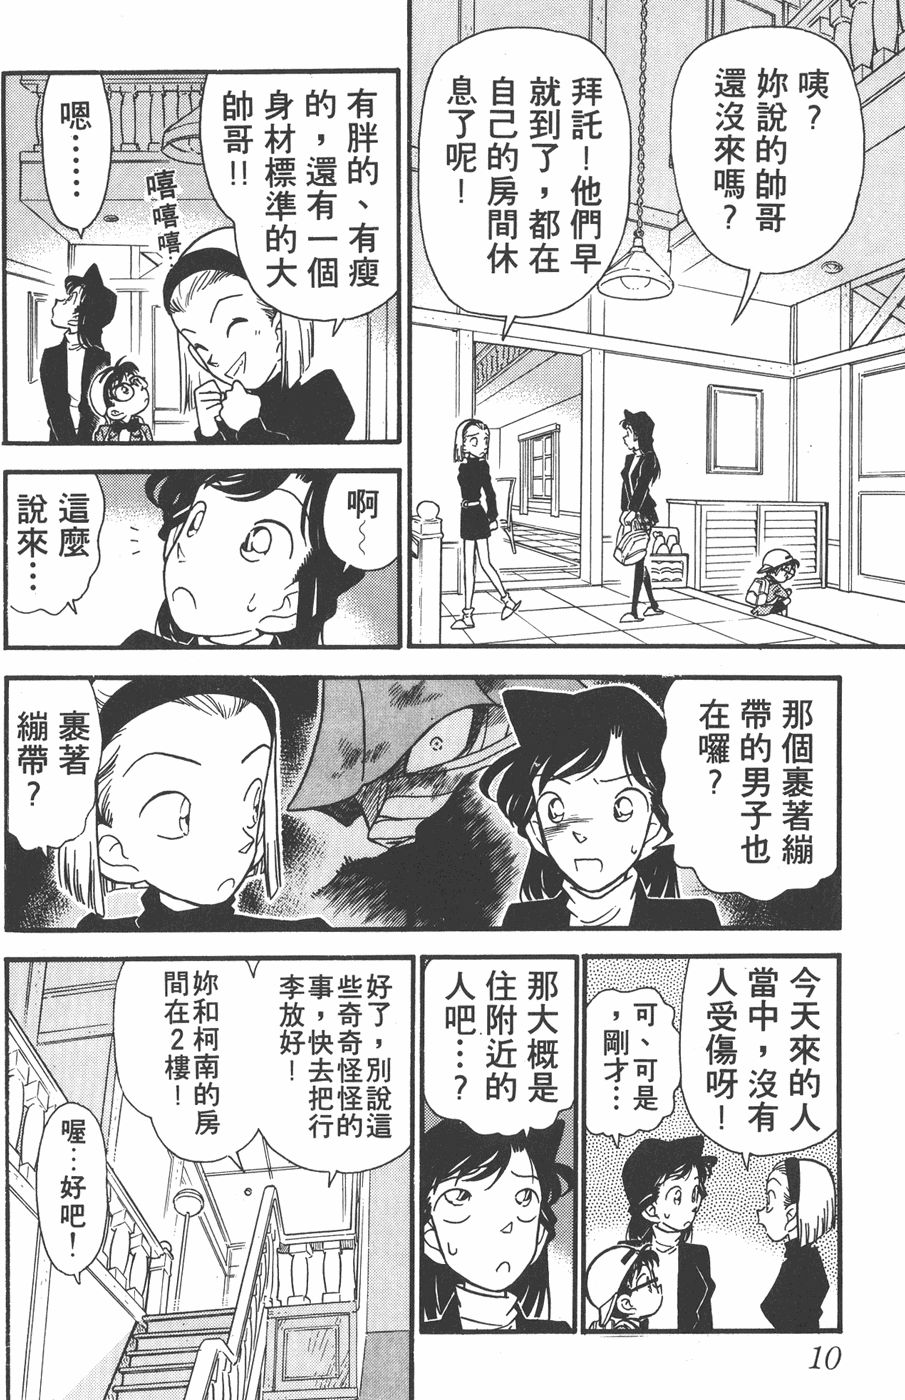 咦？
妳說的帥哥
還沒來嗎？
拜託！他們早
就到了，都在
自己的房間休
息了呢！
有胖的、有瘦
的，還有一個
身材標準的大
帥哥!!
嘻嘻嘻…
嗯……
啊～
這麼
說來…
那個裹著繃
帶的男子也
在囉？
裹著
繃帶？
今天來的人
當中，沒有
人受傷呀！
可、可是
，剛才…
那大概是
住附近的
人吧…？
好了，別說這
些奇奇怪怪的
事，快去把行
李放好！
妳和柯南的房
間在2樓！
喔…好吧！
10